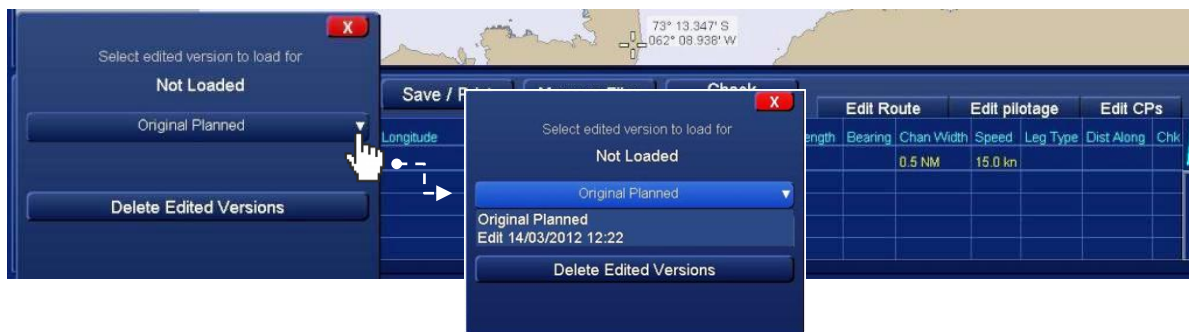 X
Select edited version to load for
Not Loaded
Original Planned
Delete Edited Versions
73° 13.347' S
062° 08.938' W
Save /
Edit Route
Edit pilotage
Edit CPs
Longitude
Bearing
Chan Width
Speed
Leg Type
Dist Along
Chk
0.5 NM
15.0 kn
X
Select edited version to load for
Not Loaded
Original Planned
Original Planned
Edit 14/03/2012 12:22
Delete Edited Versions